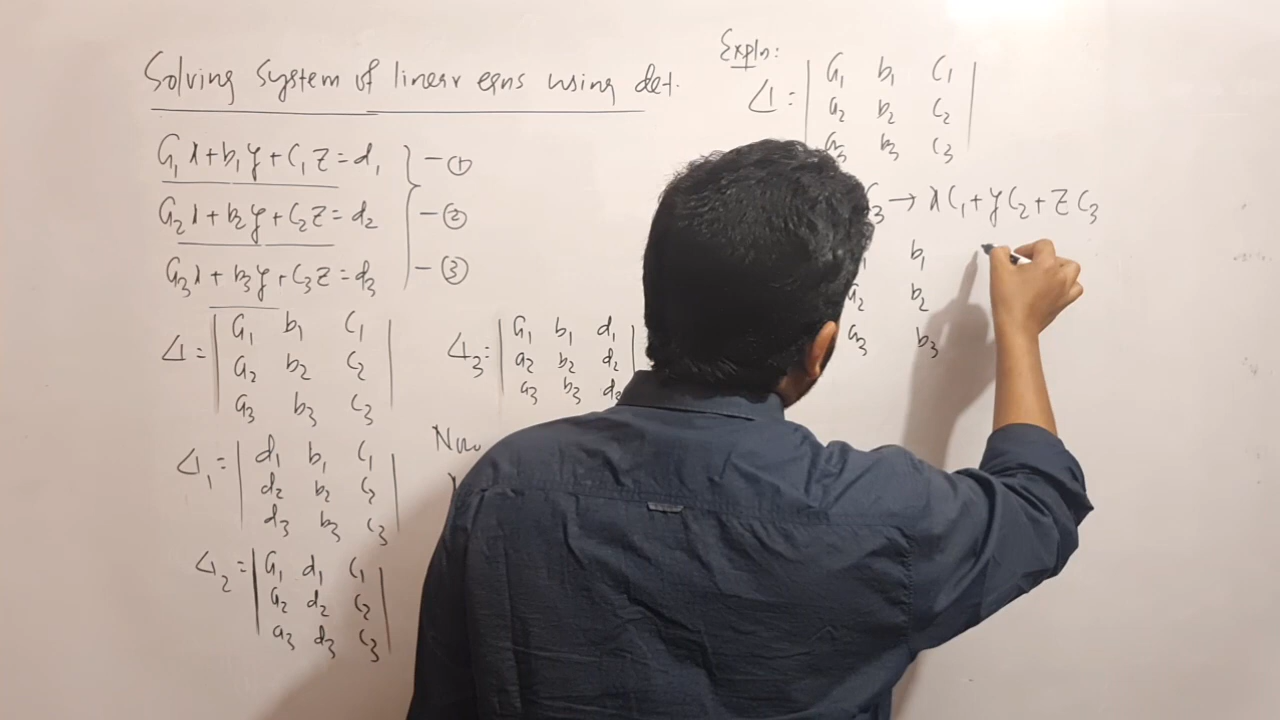 Solving system of linear eqns using det.
a₁x+b₁y+c₁z=d₁ -①
a₂x+b₂y+c₂z=d₂ -②
a₃x+b₃y+c₃z=d₃ -③
Δ= | a₁ b₁ c₁ |
| a₂ b₂ c₂ |
| a₃ b₃ c₃ |
Δ₁= | d₁ b₁ c₁ |
| d₂ b₂ c₂ |
| d₃ b₃ c₃ |
Δ₂= | a₁ d₁ c₁ |
| a₂ d₂ c₂ |
| a₃ d₃ c₃ |
Δ₃= | a₁ b₁ d₁ |
| a₂ b₂ d₂ |
| a₃ b₃ d₃
Expln:
Δ= | a₁ b₁ c₁ |
| a₂ b₂ c₂ |
a₃ b₃ c₃
C₃→xC₁+yC₂+zC₃
b₁
a₂ b₂
a₃ b₃